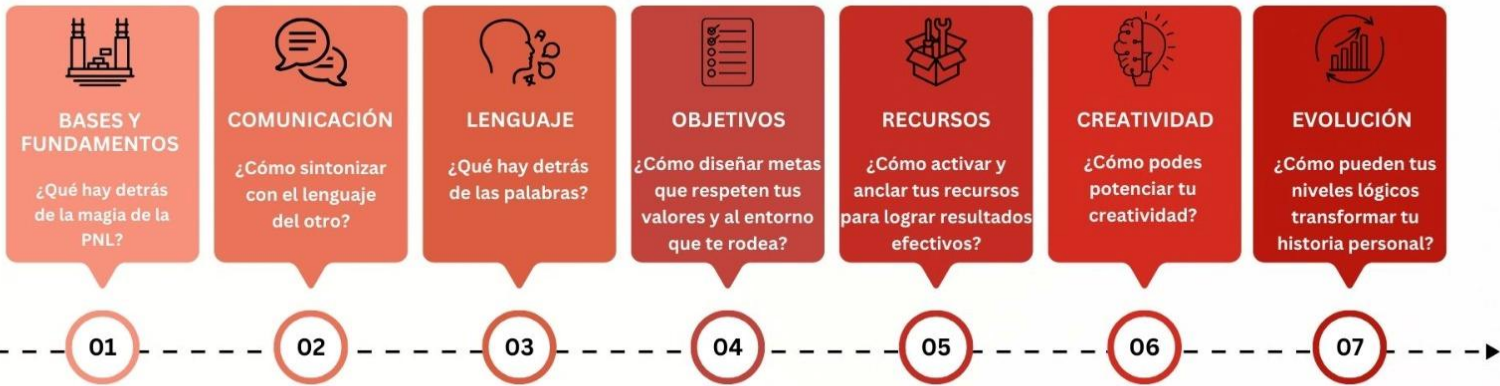 BASES Y
FUNDAMENTOS
¿Qué hay detrás
de la magia de la
PNL?
COMUNICACIÓN
¿Cómo sintonizar
con el lenguaje
del otro?
LENGUAJE
¿Qué hay detrás
de las palabras?
OBJETIVOS
¿Cómo diseñar metas
que respeten tus
valores y al entorno
que te rodea?
RECURSOS
¿Cómo activar y
anclar tus recursos
para lograr resultados
efectivos?
CREATIVIDAD
¿Cómo podes
potenciar tu
creatividad?
EVOLUCIÓN
¿Cómo pueden tus
niveles lógicos
transformar tu
historia personal?
01
02
03
04
05
06
07